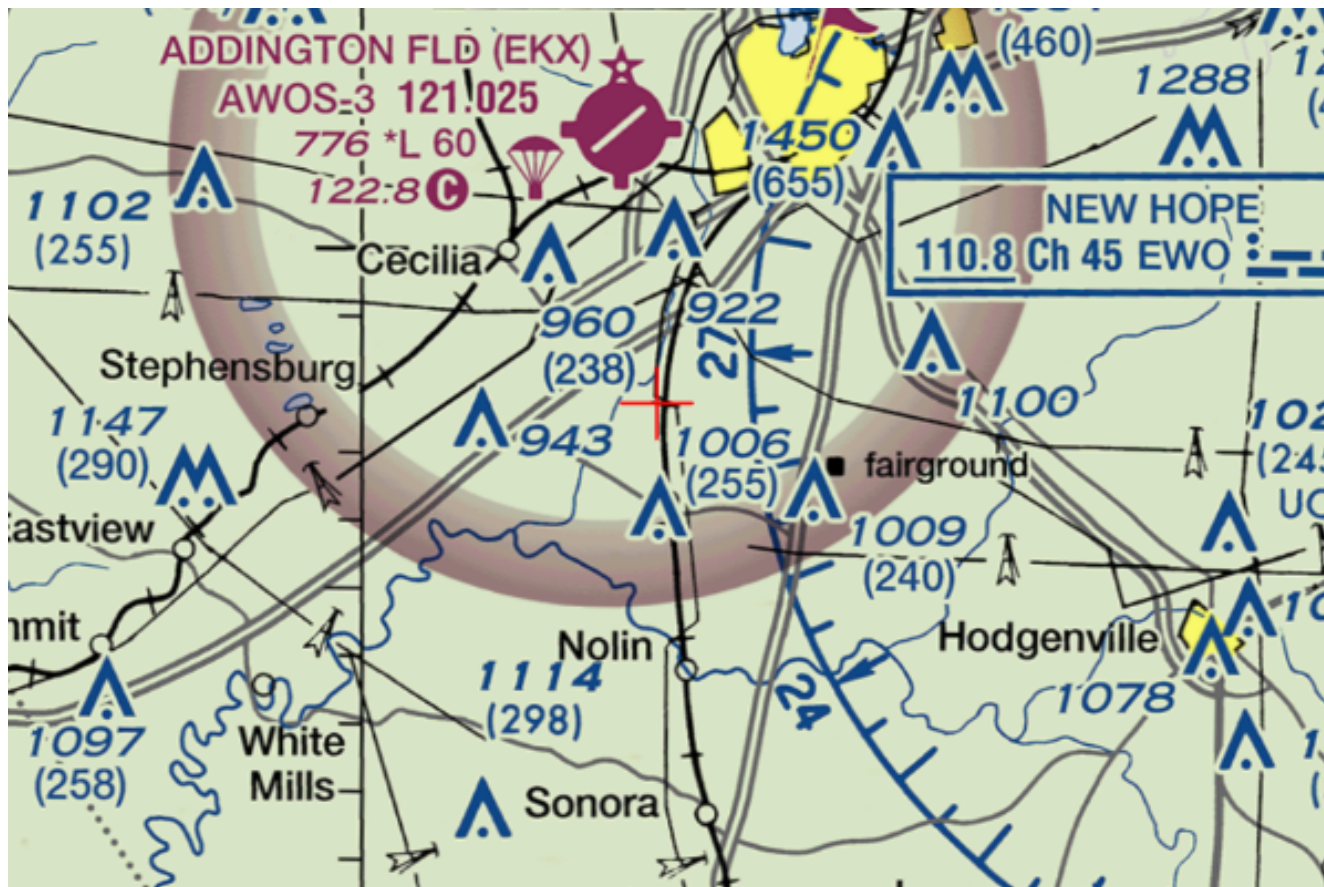 (460)
ADDINGTON FLD (EKX)
AWOS-3 121.025
776 *L 60
122.8 C
1288
1450
(655)
1102
(255)
NEW HOPE
110.8 Ch 45 EWO
Cecilia
960
(238)
922
27
Stephensburg
1147
(290)
943
1100
1006
(255)
fairground
1009
(240)
Nolin
Hodgenville
1114
(298)
1078
24
1097
(258)
White
Mills
Sonora